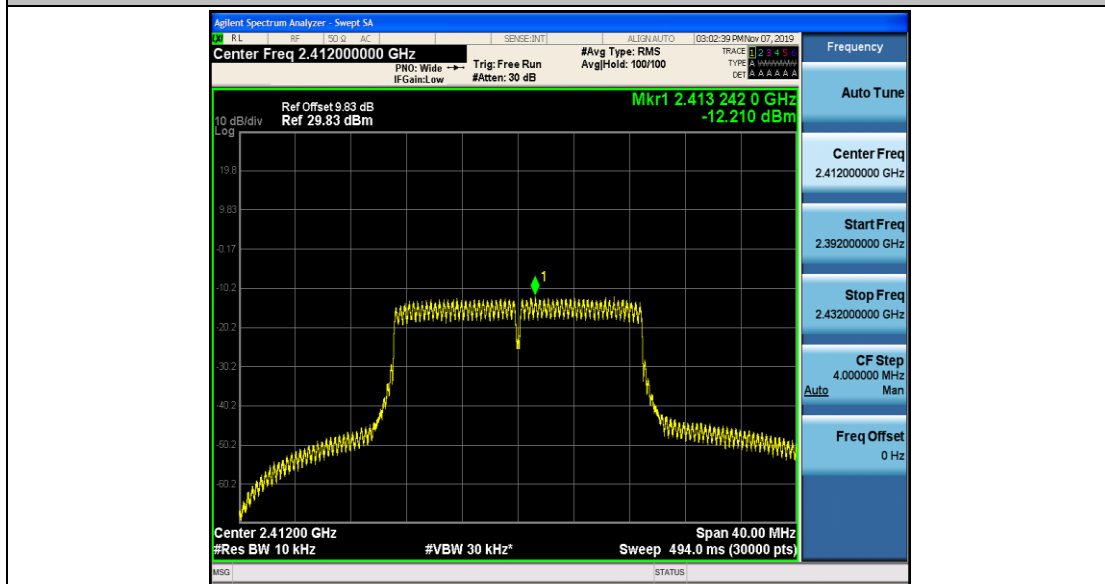 Agilent Spectrum Analyzer - Swept SA
RL RF 50 Ω AC SENSE:INT ALIGNAUTO 03:02:39 PM Nov 07, 2019
Center Freq 2.412000000 GHz
PNO: Wide
IFGain:Low
Trig: Free Run
#Atten: 30 dB
#Avg Type: RMS
Avg|Hold: 100/100
TRACE 1 2 3 4 5 6
TYPE A WWWWW
DET A A A A A A
Ref Offset 9.83 dB
10 dB/div Ref 29.83 dBm
Log
Mkr1 2.413 242 0 GHz
-12.210 dBm
19.8
9.83
-0.17
-10.2
-20.2
-30.2
-40.2
-50.2
-60.2
1
Center 2.41200 GHz Span 40.00 MHz
#Res BW 10 kHz #VBW 30 kHz* Sweep 494.0 ms (30000 pts)
MSG STATUS
Frequency
Auto Tune
Center Freq
2.412000000 GHz
Start Freq
2.392000000 GHz
Stop Freq
2.432000000 GHz
CF Step
4.000000 MHz
Auto Man
Freq Offset
0 Hz